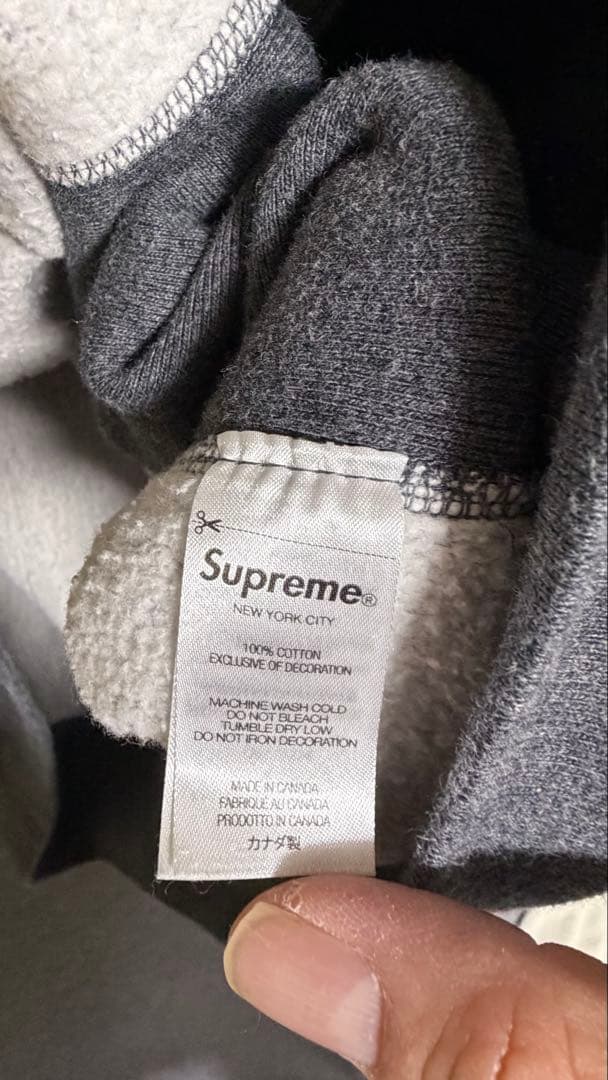 Supreme®
NEW YORK CITY
100% COTTON
EXCLUSIVE OF DECORATION
MACHINE WASH COLD
DO NOT BLEACH
TUMBLE DRY LOW
DO NOT IRON DECORATION
MADE IN CANADA
FABRIQUÉ AU CANADA
PRODOTTO IN CANADA
カナダ製